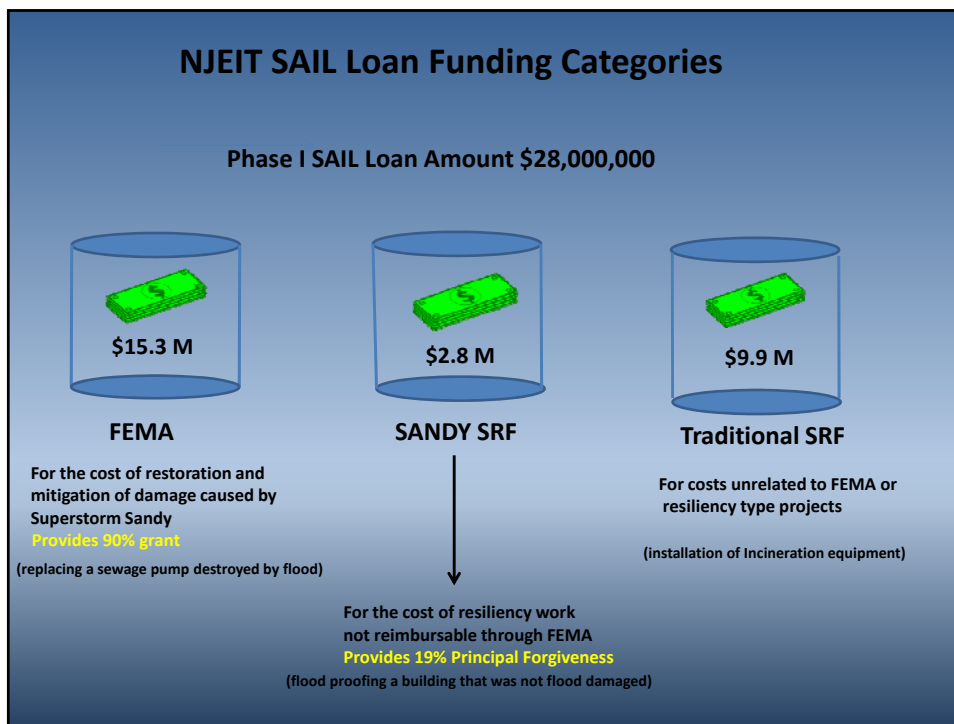 NJEIT SAIL Loan Funding Categories
Phase I SAIL Loan Amount $28,000,000
$15.3 M
$2.8 M
$9.9 M
FEMA
SANDY SRF
Traditional SRF
For the cost of restoration and
mitigation of damage caused by
Superstorm Sandy
Provides 90% grant
(replacing a sewage pump destroyed by flood)
For the cost of resiliency work
not reimbursable through FEMA
Provides 19% Principal Forgiveness
(flood proofing a building that was not flood damaged)
For costs unrelated to FEMA or
resiliency type projects
(installation of Incineration equipment)